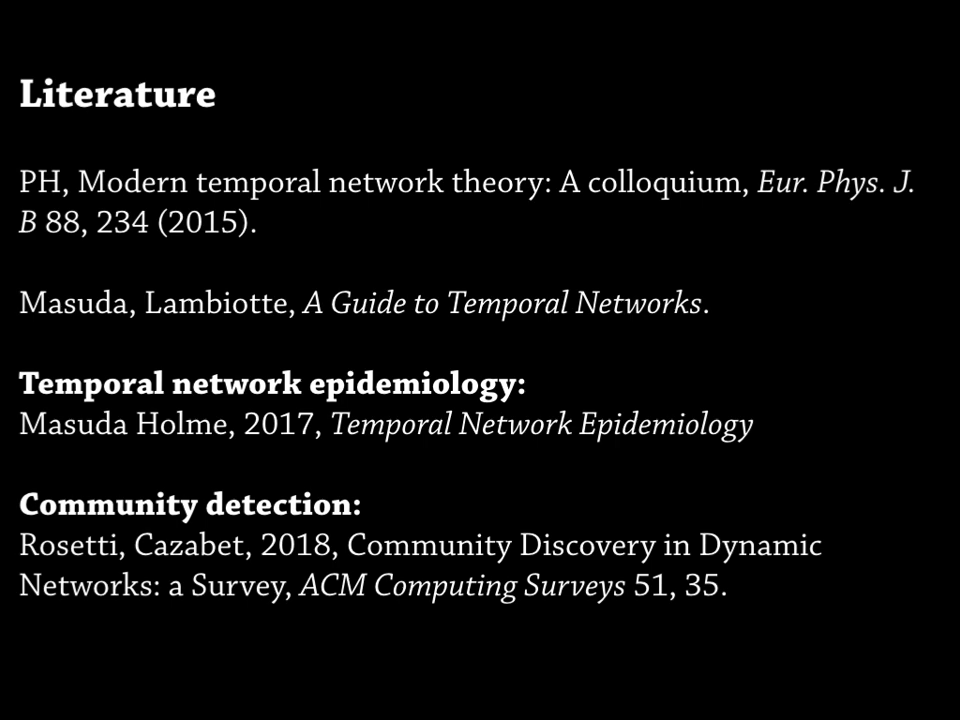 Literature
PH, Modern temporal network theory: A colloquium, Eur. Phys. J.
B 88, 234 (2015).
Masuda, Lambiotte, A Guide to Temporal Networks.
Temporal network epidemiology:
Masuda Holme, 2017, Temporal Network Epidemiology
Community detection:
Rosetti, Cazabet, 2018, Community Discovery in Dynamic
Networks: a Survey, ACM Computing Surveys 51, 35.